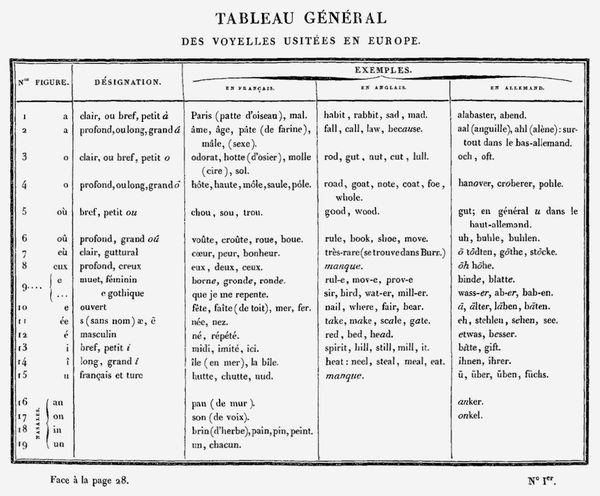 TABLEAU GÉNÉRAL
DES VOYELLES USITÉES EN EUROPE.
Nos FIGURE. DÉSIGNATION. EXEMPLES.
EN FRANÇAIS. EN ANGLAIS. EN ALLEMAND.
1 a clair, ou bref, petit à Paris (patte d'oiseau), mal. habit, rabbit, sad, mad. alabaster, abend.
2 a profond, ou long, grand á âme, âge, pâte (de farine), fall, call, law, because. aal (anguille), ahl (alène): sur-
mâle, (sexe). tout dans le bas-allemand.
3 o clair, ou bref, petit o odorat, hotte (d'osier), molle rod, gut, nut, cut, lull. och, oft.
(cire), sol.
4 o profond, ou long, grand ó hôte, haute, môle, saule, pôle. road, goat, note, coat, foe, hanover, croberer, pohle.
whole.
5 où bref, petit ou chou, sou, trou. good, wood. gut; en général u dans le
haut-allemand.
6 oû profond, grand oú voûte, croûte, roue, boue. rule, book, shoe, move. uh, buhle, buhlen.
7 eù clair, guttural cœur, peur, bonheur. très-rare (se trouve dans Burr.) ö tödten, göthe, stöcke.
8 eux profond, creux eux, deux, ceux. manque. öh höhe.
9.... e muet, féminin borne, gronde, ronde. rul-e, mov-e, prov-e binde, blatte.
... e gothique que je me repente. sir, bird, wat-er, mill-er. wass-er, ab-er, bab-en.
10 e ouvert fête, faîte (de toit), mer, fer. nail, where, fair, bear. ä, älter, läben, bäten.
11 ée s (sans nom) æ, ē née, nez. take, make, scale, gate. eh, stehlen, sehen, see.
12 é masculin né, répété. red, bed, head. etwas, besser.
13 i bref, petit i midi, imité, ici. spirit, hill, still, mill, it. bitte, gift.
14 î long, grand í île (en mer), la bile. heat: neel, steal, meal, eat. ihnen, ihrer.
15 u français et turc hutte, chutte, nud. manque. ü, über, üben, füchs.
NASALES.
16 an pan (de mur). anker.
17 on son (de voix). onkel.
18 in brin (d'herbe), pain, pin, peint.
19 un un, chacun.
Face à la page 28. No Ier.